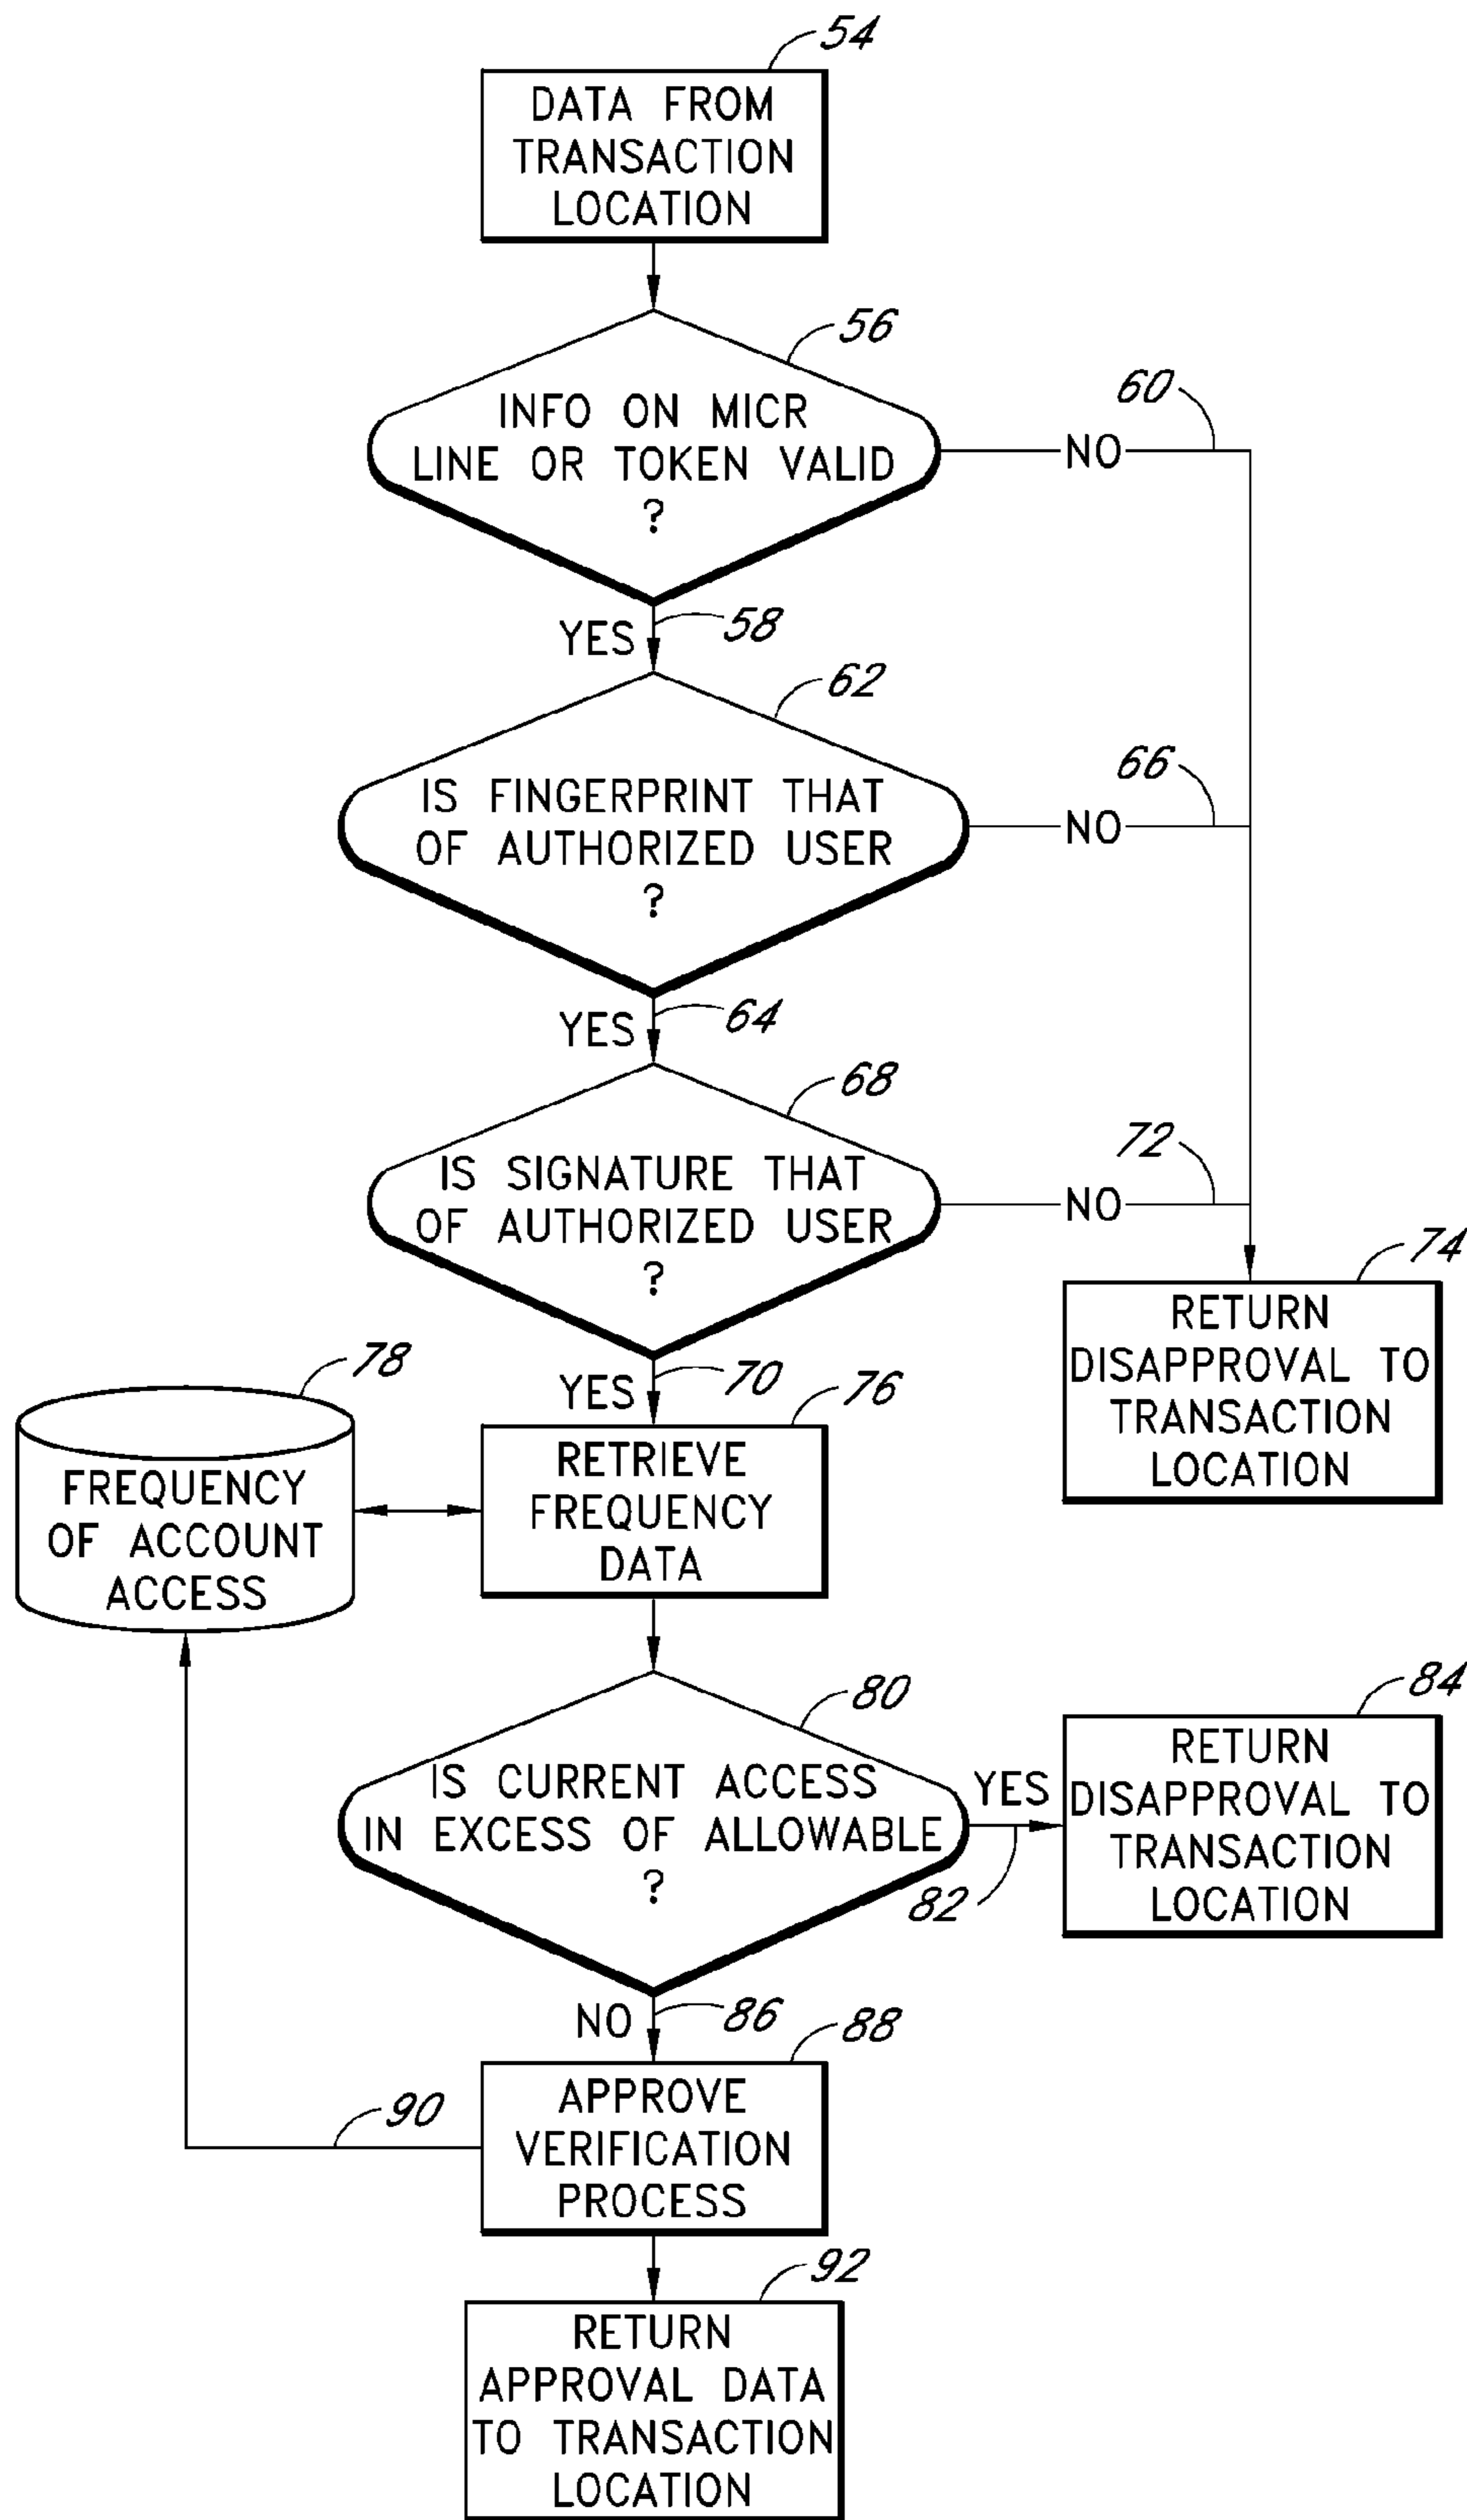 54
DATA FROM
TRANSACTION
LOCATION
56
INFO ON MICR
LINE OR TOKEN VALID
?
60
NO
YES
58
62
IS FINGERPRINT THAT
OF AUTHORIZED USER
?
66
NO
YES
64
68
IS SIGNATURE THAT
OF AUTHORIZED USER
?
72
NO
74
RETURN
DISAPPROVAL TO
TRANSACTION
LOCATION
YES
70
76
78
FREQUENCY
OF ACCOUNT
ACCESS
RETRIEVE
FREQUENCY
DATA
80
IS CURRENT ACCESS
IN EXCESS OF ALLOWABLE
?
YES
82
84
RETURN
DISAPPROVAL TO
TRANSACTION
LOCATION
NO
86
88
APPROVE
VERIFICATION
PROCESS
90
92
RETURN
APPROVAL DATA
TO TRANSACTION
LOCATION